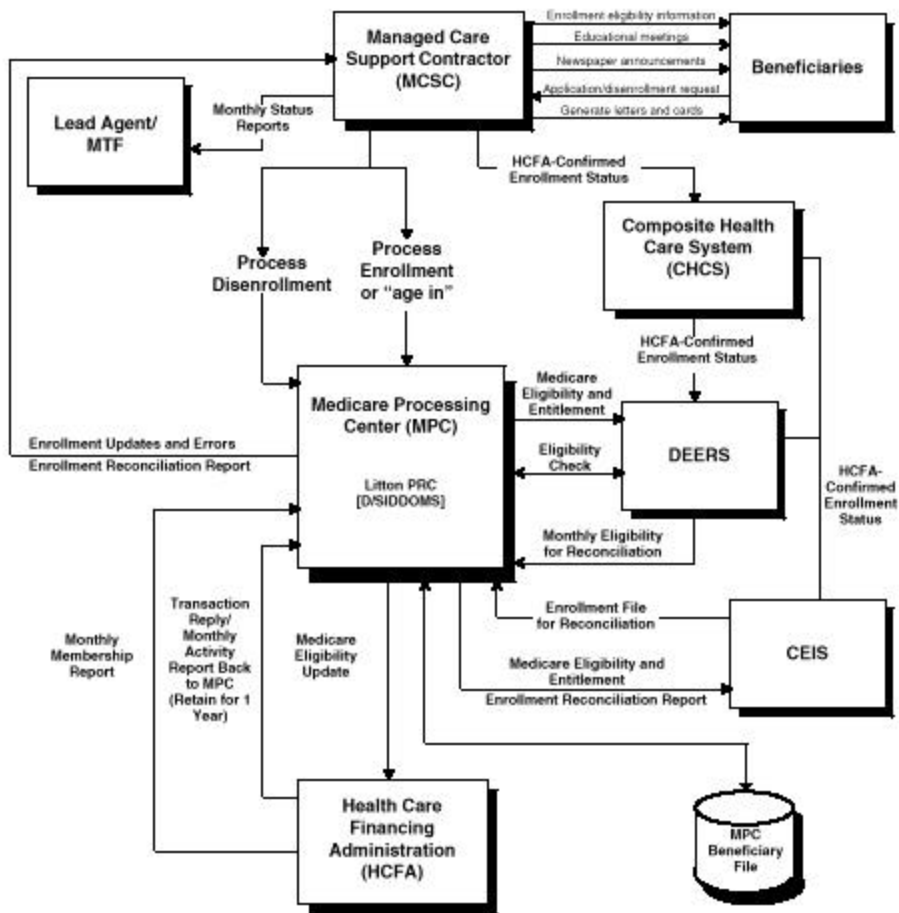 Managed Care
Support Contractor
(MCSC)
Enrollment eligibility information
Educational meetings
Newspaper announcements
Application/disenrollment request
Generate letters and cards
Beneficiaries
Lead Agent/
MTF
Monthly Status
Reports
HCFA-Confirmed
Enrollment Status
Composite Health
Care System
(CHCS)
Process
Disenrollment
Process
Enrollment
or “age in”
HCFA-Confirmed
Enrollment Status
Medicare Processing
Center (MPC)
Litton PRC
[D/SIDDOMS]
Medicare
Eligibility and
Entitlement
Eligibility
Check
DEERS
Monthly Eligibility
for Reconciliation
HCFA-
Confirmed
Enrollment
Status
Enrollment Updates and Errors
Enrollment Reconciliation Report
Monthly
Membership
Report
Transaction
Reply/
Monthly
Activity
Report Back
to MPC
(Retain for 1
Year)
Medicare
Eligibility
Update
Enrollment File
for Reconciliation
Medicare Eligibility and
Entitlement
Enrollment Reconciliation Report
CEIS
Health Care
Financing
Administration
(HCFA)
MPC
Beneficiary
File